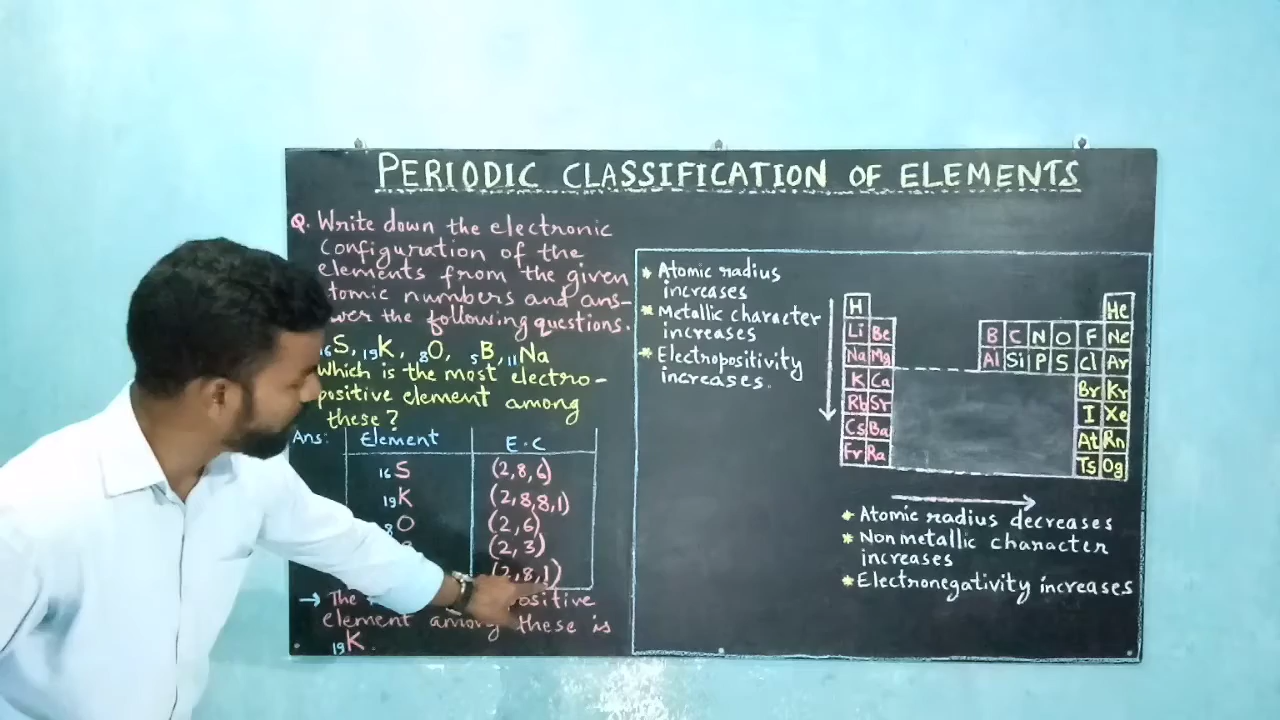 PERIODIC CLASSIFICATION OF ELEMENTS
Q. Write down the electronic
configuration of the
elements from the given
tomic numbers and ans-
wer the following questions.
16S, 19K, 8O, 5B, 11Na
Which is the most electro-
positive element among
these?
Ans: Element E.C
16S (2,8,6)
19K (2,8,8,1)
8O (2,6)
(2,3)
(2,8,1)
→ The positive
element among these is
19K.
* Atomic radius
increases
* Metallic character
increases
* Electropositivity
increases.
H He
Li Be B C N O F Ne
Na Mg Al Si P S Cl Ar
K Ca Br Kr
Rb Sr I Xe
Cs Ba At Rn
Fr Ra Ts Og
* Atomic radius decreases
* Non metallic character
increases
* Electronegativity increases